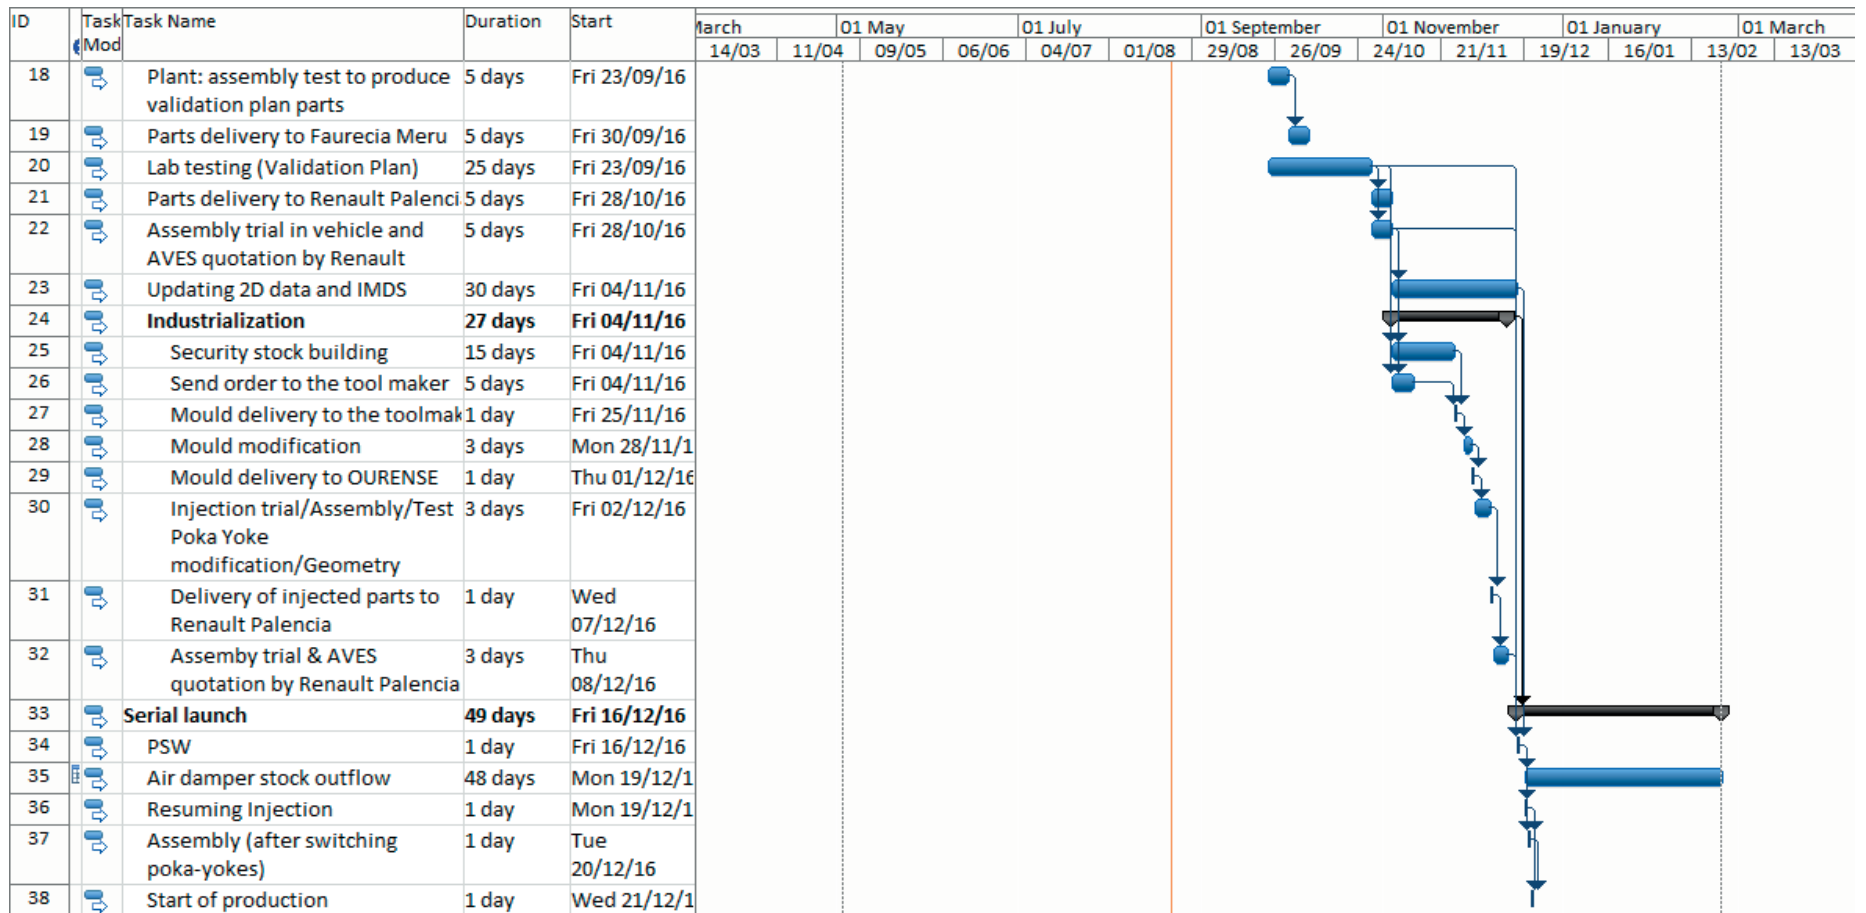 ID Task Task Name Duration Start March 01 May 01 July 01 September 01 November 01 January 01 March
Mod 14/03 11/04 09/05 06/06 04/07 01/08 29/08 26/09 24/10 21/11 19/12 16/01 13/02 13/03
18 Plant: assembly test to produce 5 days Fri 23/09/16
validation plan parts
19 Parts delivery to Faurecia Meru 5 days Fri 30/09/16
20 Lab testing (Validation Plan) 25 days Fri 23/09/16
21 Parts delivery to Renault Palenci 5 days Fri 28/10/16
22 Assembly trial in vehicle and 5 days Fri 28/10/16
AVES quotation by Renault
23 Updating 2D data and IMDS 30 days Fri 04/11/16
24 Industrialization 27 days Fri 04/11/16
25 Security stock building 15 days Fri 04/11/16
26 Send order to the tool maker 5 days Fri 04/11/16
27 Mould delivery to the toolmak 1 day Fri 25/11/16
28 Mould modification 3 days Mon 28/11/1
29 Mould delivery to OURENSE 1 day Thu 01/12/16
30 Injection trial/Assembly/Test 3 days Fri 02/12/16
Poka Yoke
modification/Geometry
31 Delivery of injected parts to 1 day Wed
Renault Palencia 07/12/16
32 Assemby trial & AVES 3 days Thu
quotation by Renault Palencia 08/12/16
33 Serial launch 49 days Fri 16/12/16
34 PSW 1 day Fri 16/12/16
35 Air damper stock outflow 48 days Mon 19/12/1
36 Resuming Injection 1 day Mon 19/12/1
37 Assembly (after switching 1 day Tue
poka-yokes) 20/12/16
38 Start of production 1 day Wed 21/12/1